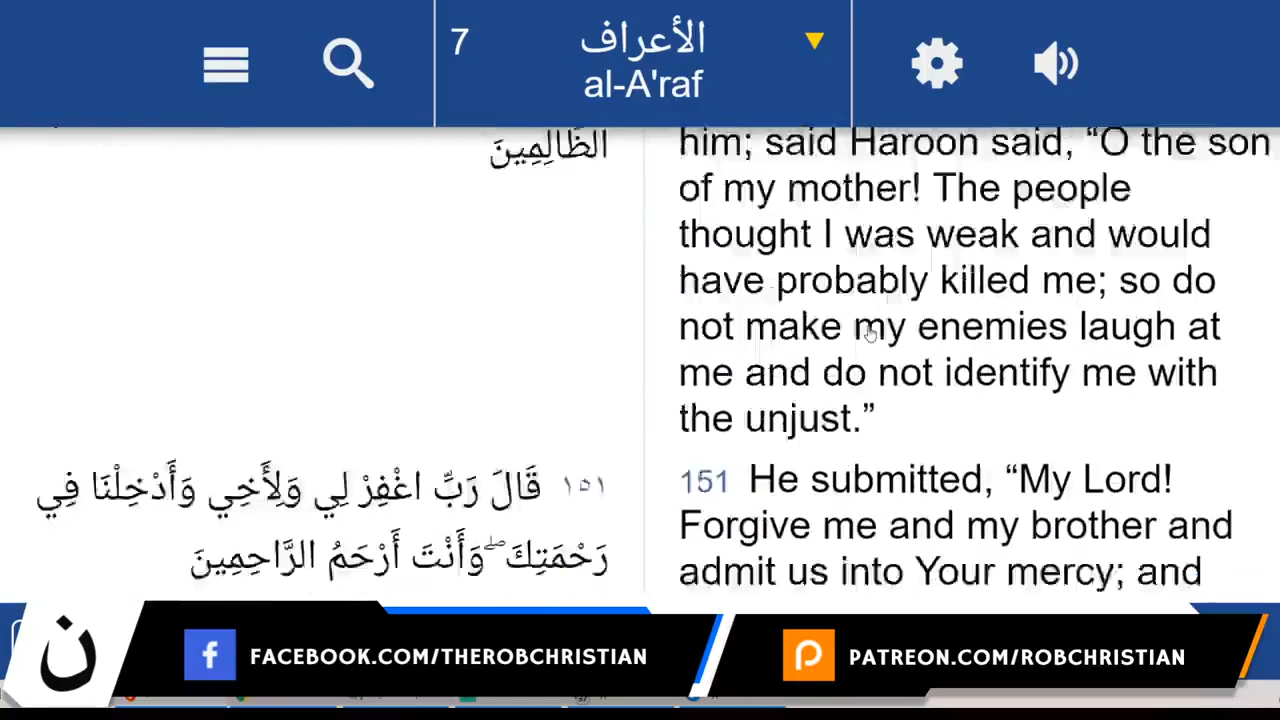 7
الأعراف
al-A'raf
الظَّالِمِينَ
him; said Haroon said, “O the son
of my mother! The people
thought I was weak and would
have probably killed me; so do
not make my enemies laugh at
me and do not identify me with
the unjust.”
١٥١ قَالَ رَبِّ اغْفِرْ لِي وَلِأَخِي وَأَدْخِلْنَا فِي
رَحْمَتِكَ ۖ وَأَنْتَ أَرْحَمُ الرَّاحِمِينَ
151 He submitted, “My Lord!
Forgive me and my brother and
admit us into Your mercy; and
ن
FACEBOOK.COM/THEROBCHRISTIAN
PATREON.COM/ROBCHRISTIAN